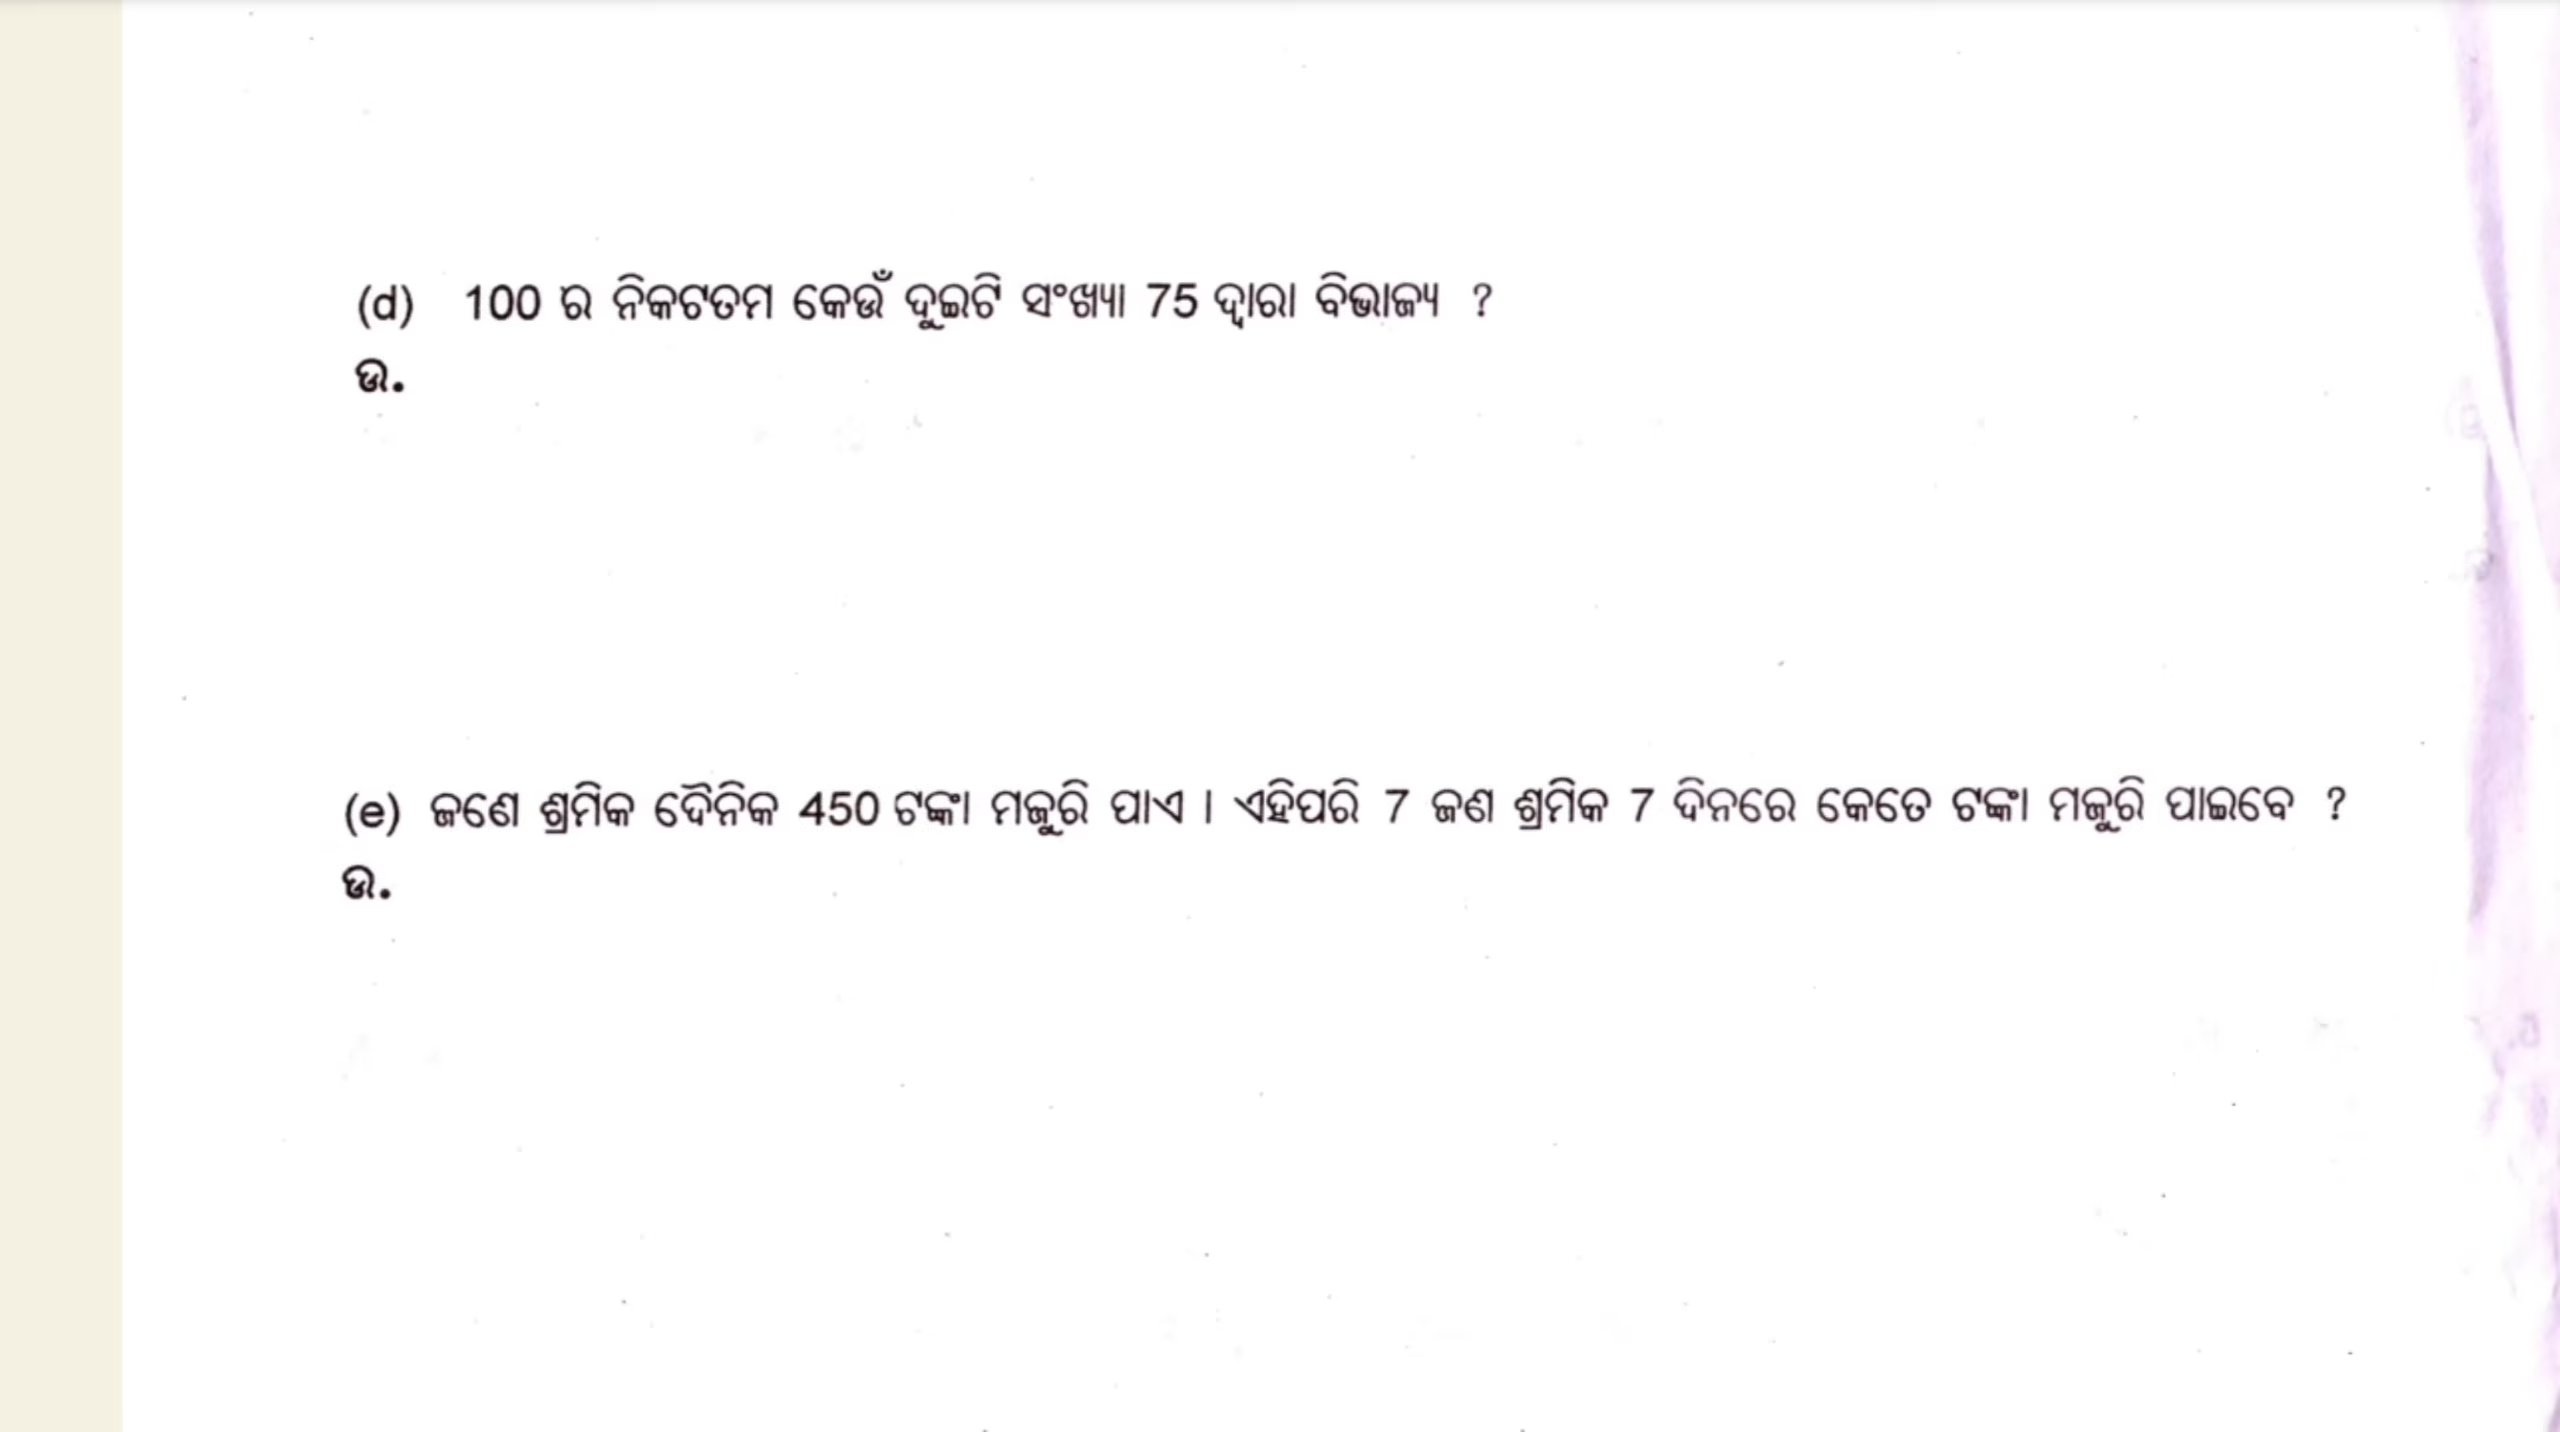 (d) 100 ର ନିକଟତମ କେଉଁ ଦୁଇଟି ସଂଖ୍ୟା 75 ଦ୍ୱାରା ବିଭାଜ୍ୟ ?
ଉ.
(e) ଜଣେ ଶ୍ରମିକ ଦୈନିକ 450 ଟଙ୍କା ମଜୁରି ପାଏ । ଏହିପରି 7 ଜଣ ଶ୍ରମିକ 7 ଦିନରେ କେତେ ଟଙ୍କା ମଜୁରି ପାଇବେ ?
ଉ.